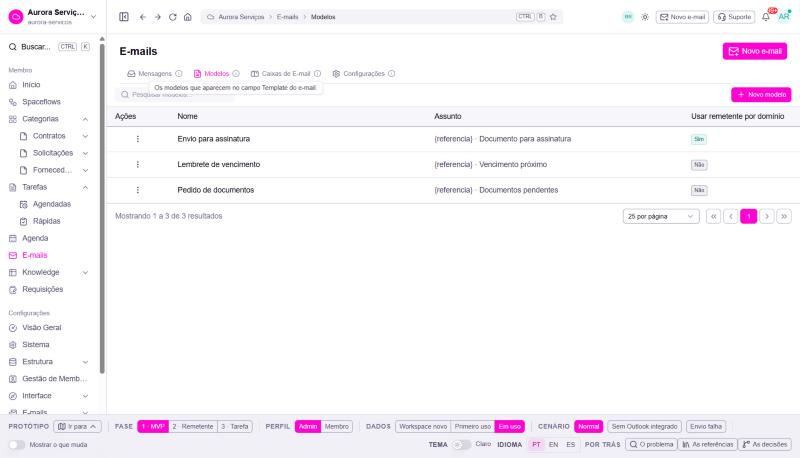 Aurora Serviç...
aurora-servicos
Aurora Serviços > E-mails > Modelos
CTRL B
BR
Novo e-mail
Suporte
99+
AR
Buscar... CTRL K
Membro
Início
Spaceflows
Categorias
Contratos
Solicitações
Forneced...
Tarefas
Agendadas
Rápidas
Agenda
E-mails
Knowledge
Requisições
Configurações
Visão Geral
Sistema
Estrutura
Gestão de Memb...
Interface
E-mails
E-mails
Novo e-mail
Mensagens Modelos Caixas de E-mail Configurações
Os modelos que aparecem no campo Template do e-mail
Pesquisar modelos...
Novo modelo
Ações Nome Assunto Usar remetente por domínio
Envio para assinatura {referencia} · Documento para assinatura Sim
Lembrete de vencimento {referencia} · Vencimento próximo Não
Pedido de documentos {referencia} · Documentos pendentes Não
Mostrando 1 a 3 de 3 resultados
25 por página
1
PROTÓTIPO Ir para FASE 1 · MVP 2 · Remetente 3 · Tarefa PERFIL Admin Membro DADOS Workspace novo Primeiro uso Em uso CENÁRIO Normal Sem Outlook integrado Envio falha
Mostrar o que muda TEMA Claro IDIOMA PT EN ES POR TRÁS O problema As referências As decisões